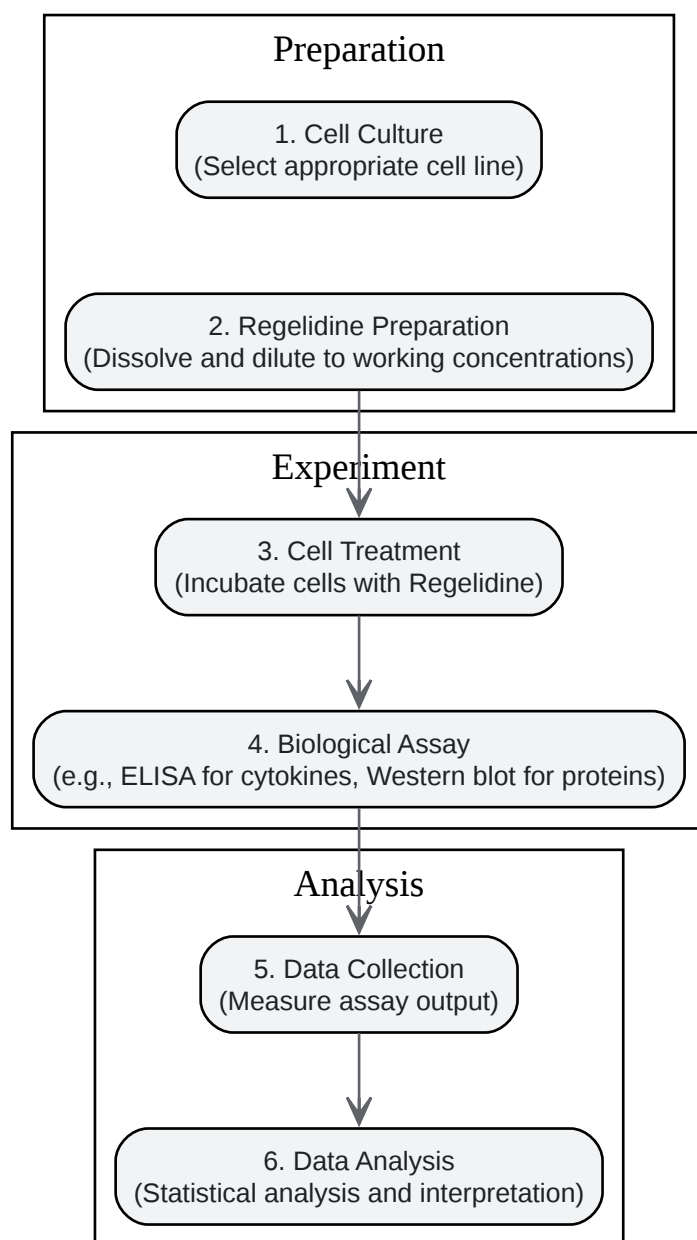 Preparation
1. Cell Culture
(Select appropriate cell line)
2. Regelidine Preparation
(Dissolve and dilute to working concentrations)
Experiment
3. Cell Treatment
(Incubate cells with Regelidine)
4. Biological Assay
(e.g., ELISA for cytokines, Western blot for proteins)
Analysis
5. Data Collection
(Measure assay output)
6. Data Analysis
(Statistical analysis and interpretation)